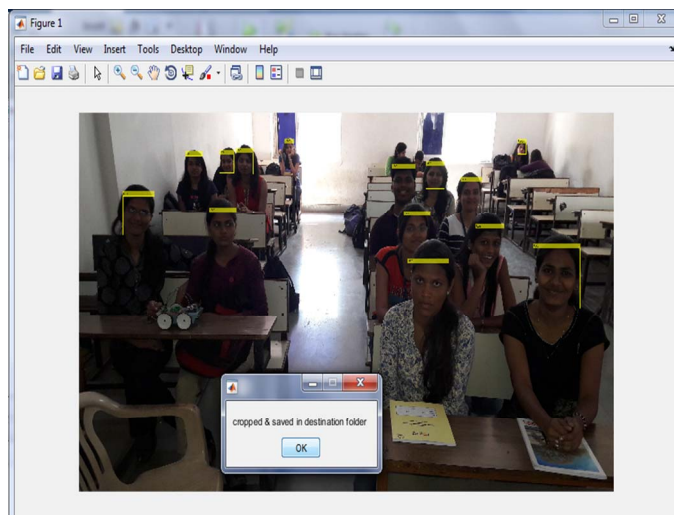 Figure 1
File Edit View Insert Tools Desktop Window Help
cropped & saved in destination folder
OK